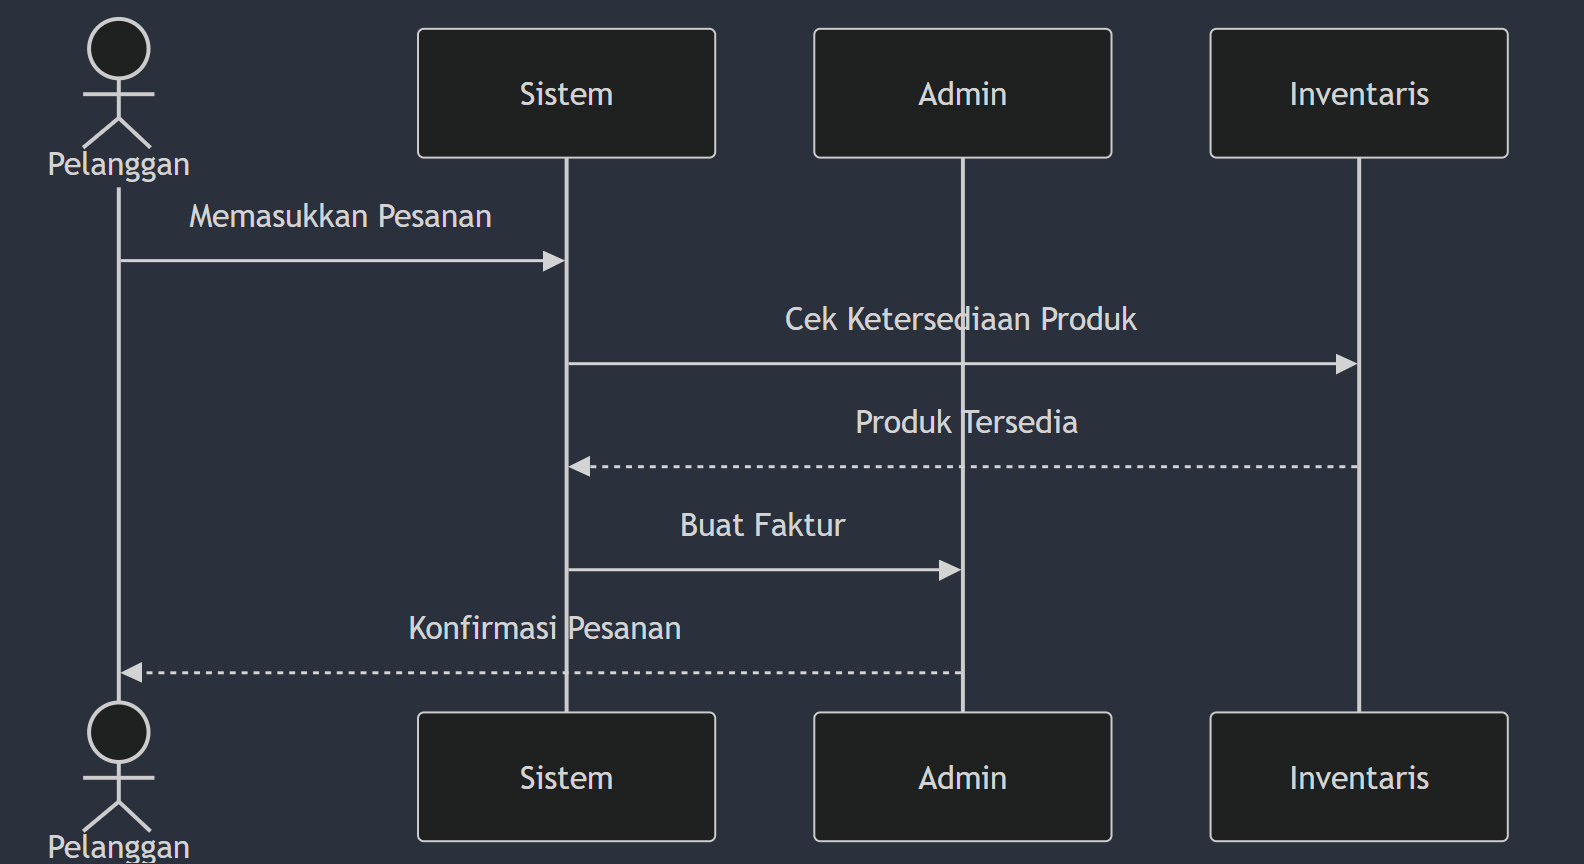 Pelanggan
Sistem
Admin
Inventaris
Memasukkan Pesanan
Cek Ketersediaan Produk
Produk Tersedia
Buat Faktur
Konfirmasi Pesanan
Pelanggan
Sistem
Admin
Inventaris